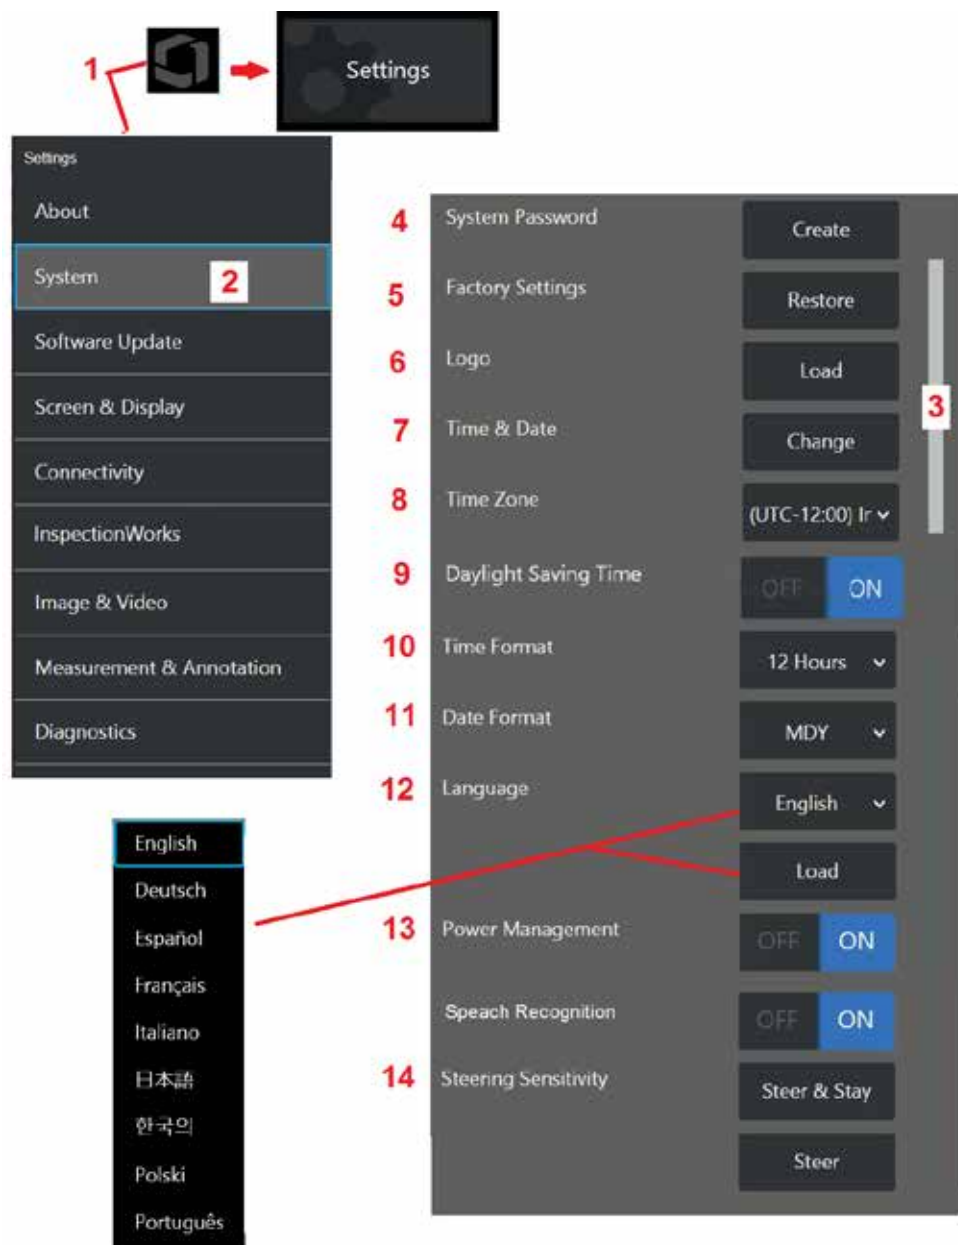 1
Settings
Settings
About
System 2
Software Update
Screen & Display
Connectivity
InspectionWorks
Image & Video
Measurement & Annotation
Diagnostics
4 System Password Create
5 Factory Settings Restore
6 Logo Load
3
7 Time & Date Change
8 Time Zone (UTC-12:00) Ir
9 Daylight Saving Time OFF ON
10 Time Format 12 Hours
11 Date Format MDY
12 Language English
Load
13 Power Management OFF ON
Speach Recognition OFF ON
14 Steering Sensitivity Steer & Stay
Steer
English
Deutsch
Español
Français
Italiano
日本語
한국의
Polski
Português